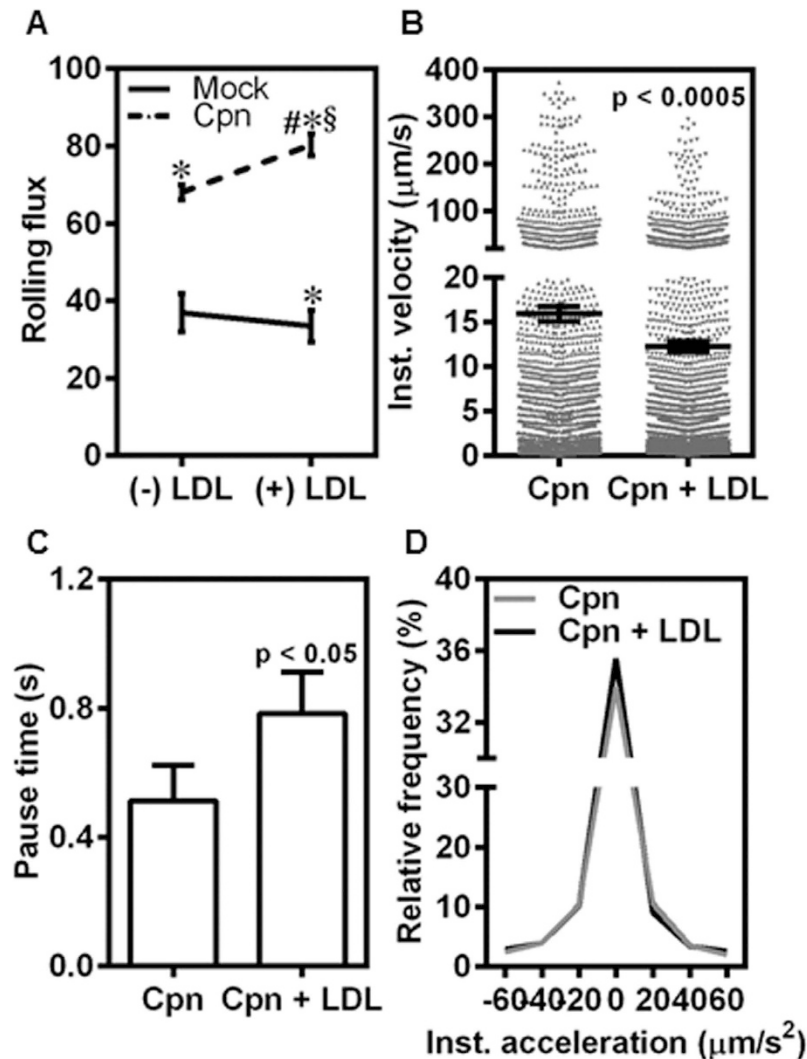 A
Rolling flux
100
80
60
40
20
0
Mock
Cpn
*
#*§
*
(-) LDL
(+) LDL
B
Inst. velocity (µm/s)
400
300
200
100
20
15
10
5
0
p < 0.0005
Cpn
Cpn + LDL
C
Pause time (s)
1.2
0.8
0.4
0.0
p < 0.05
Cpn
Cpn + LDL
D
Relative frequency (%)
40
36
32
30
20
10
0
Cpn
Cpn + LDL
-60-40-20 0 204060
Inst. acceleration (µm/s²)